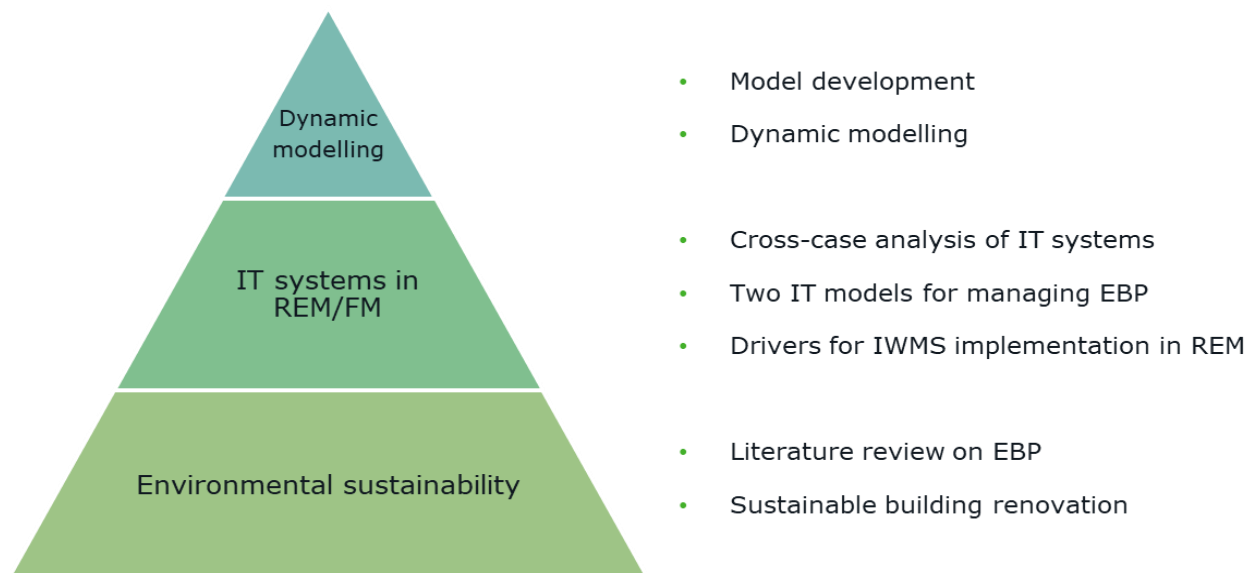 Dynamic
modelling
• Model development
• Dynamic modelling
IT systems in
REM/FM
• Cross-case analysis of IT systems
• Two IT models for managing EBP
• Drivers for IWMS implementation in REM
Environmental sustainability
• Literature review on EBP
• Sustainable building renovation